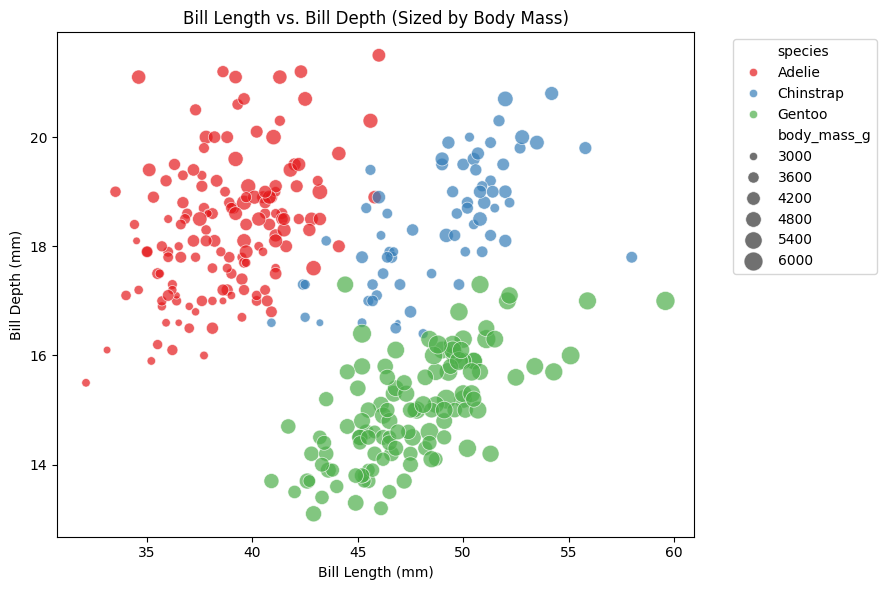 Bill Length vs. Bill Depth (Sized by Body Mass)
species
Adelie
Chinstrap
Gentoo
body_mass_g
3000
3600
4200
4800
5400
6000
Bill Depth (mm)
20
18
16
14
35 40 45 50 55 60
Bill Length (mm)